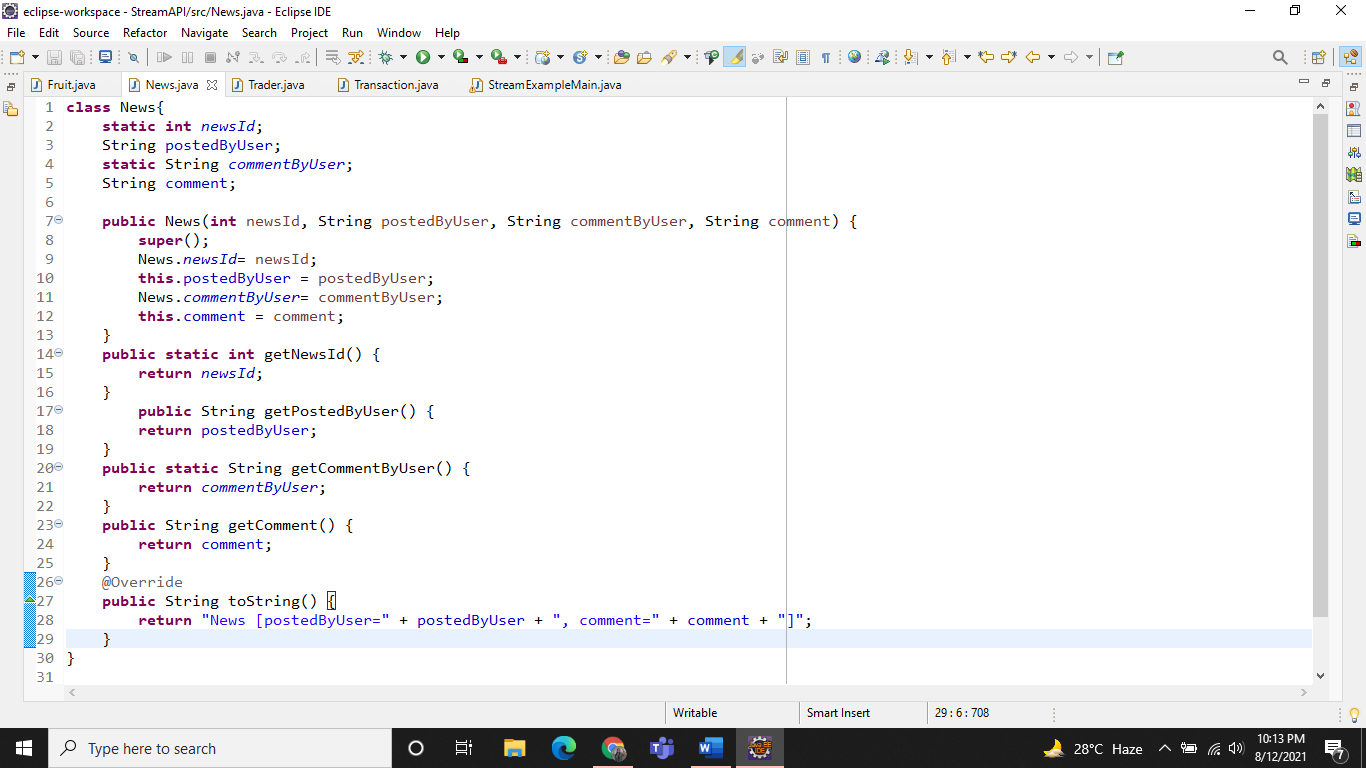 eclipse-workspace - StreamAPI/src/News.java - Eclipse IDE
File Edit Source Refactor Navigate Search Project Run Window Help
Fruit.java News.java Trader.java Transaction.java StreamExampleMain.java
1 class News{
2     static int newsId;
3     String postedByUser;
4     static String commentByUser;
5     String comment;
6
7     public News(int newsId, String postedByUser, String commentByUser, String comment) {
8         super();
9         News.newsId= newsId;
10         this.postedByUser = postedByUser;
11         News.commentByUser= commentByUser;
12         this.comment = comment;
13     }
14     public static int getNewsId() {
15         return newsId;
16     }
17         public String getPostedByUser() {
18         return postedByUser;
19     }
20     public static String getCommentByUser() {
21         return commentByUser;
22     }
23     public String getComment() {
24         return comment;
25     }
26     @Override
27     public String toString() {
28         return "News [postedByUser=" + postedByUser + ", comment=" + comment + "]";
29     }
30 }
31
Writable Smart Insert 29 : 6 : 708
Type here to search
28°C Haze
10:13 PM
8/12/2021
7